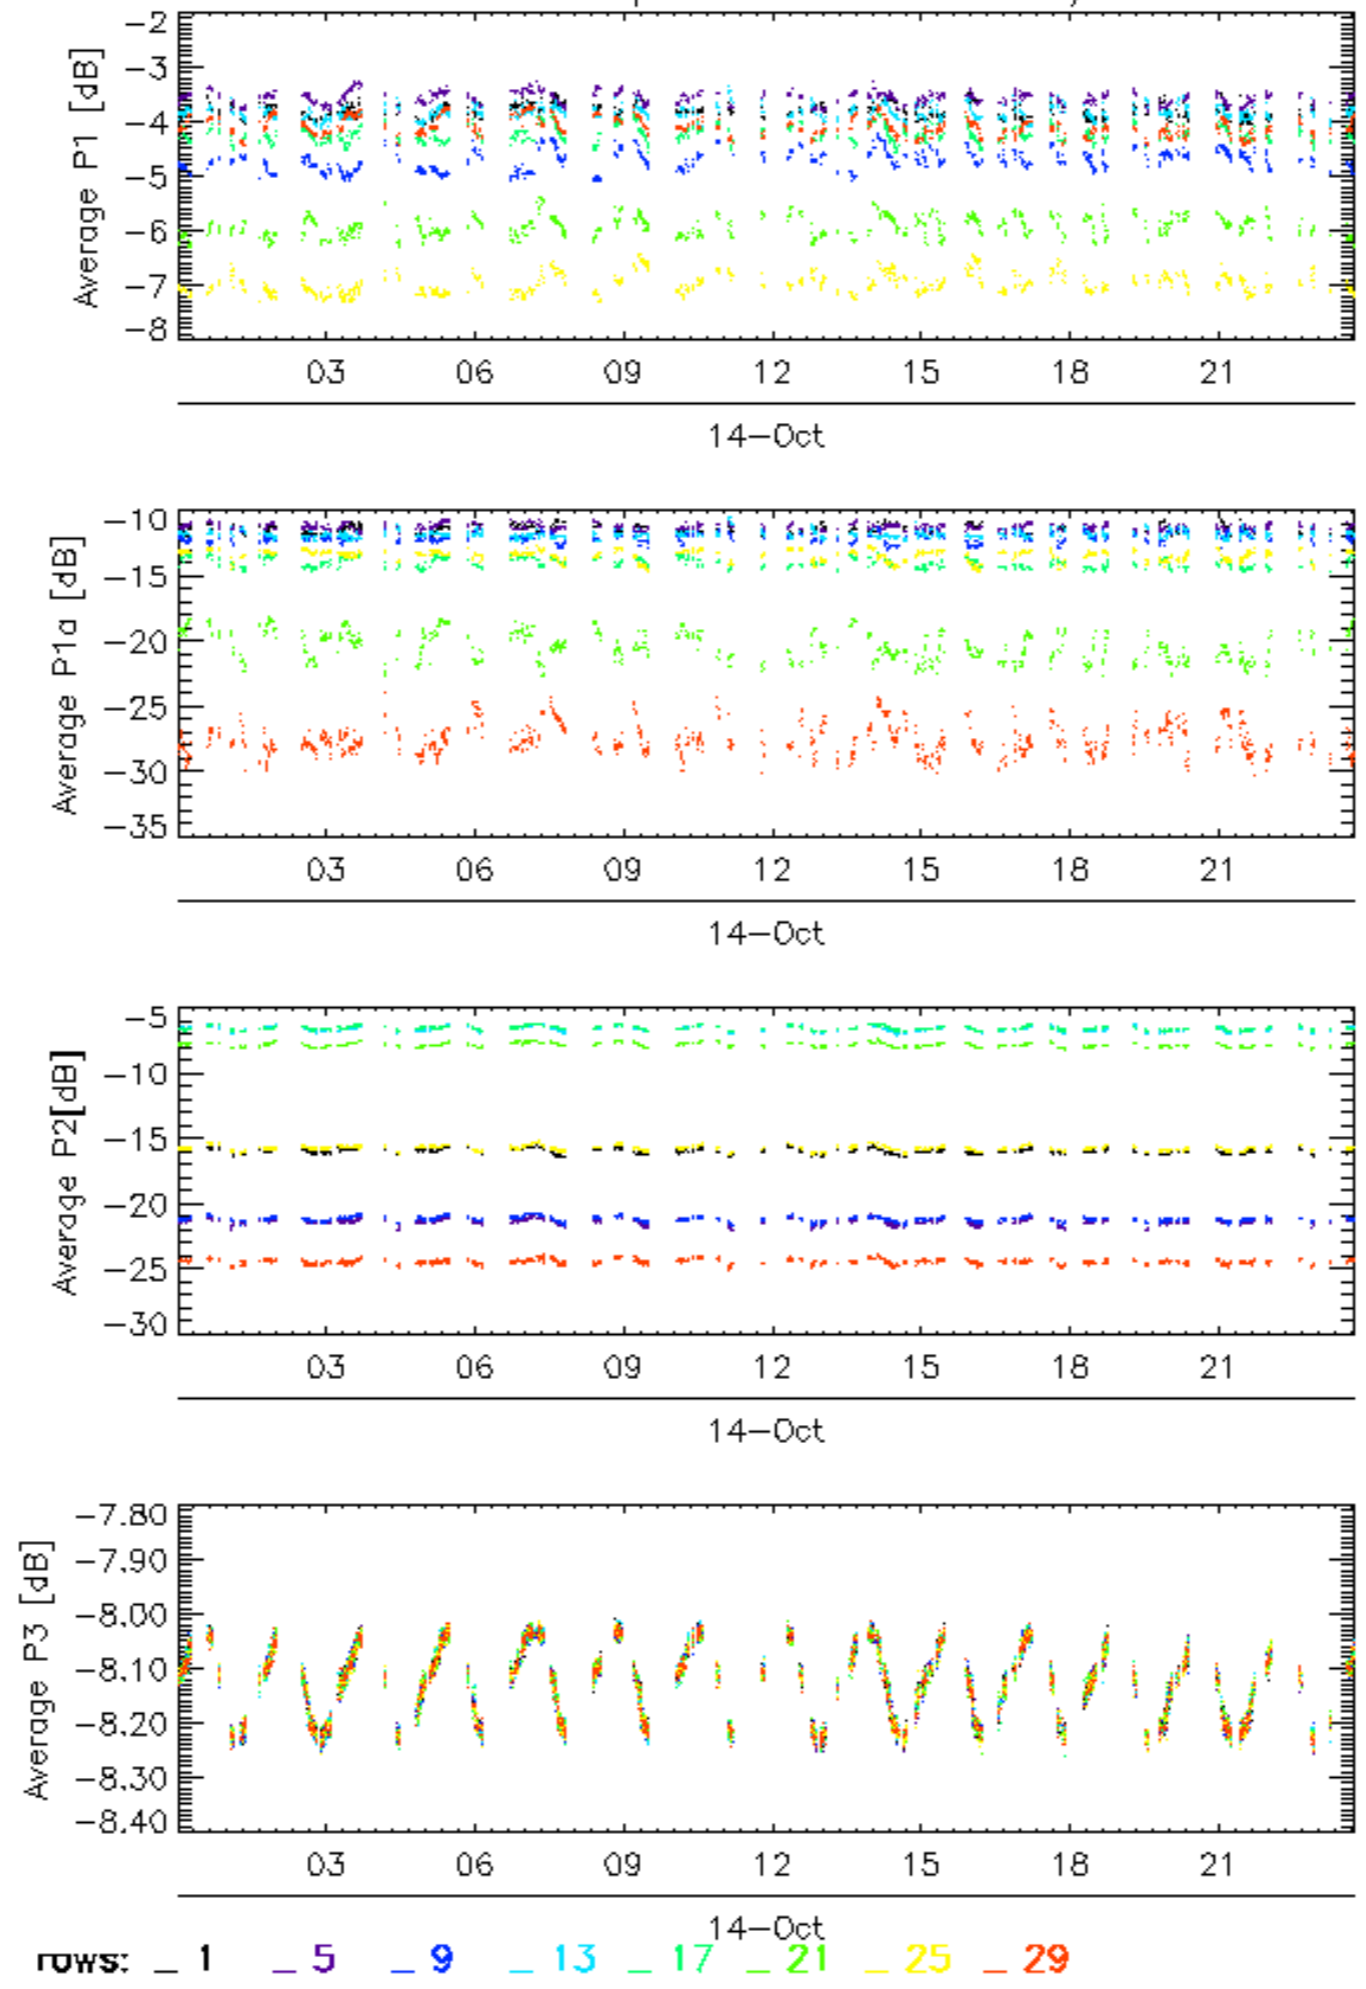 -2
-3
-4
-5
-6
-7
-8
Average P1 [dB]
03 06 09 12 15 18 21
14-Oct
-10
-15
-20
-25
-30
-35
Average P1a [dB]
03 06 09 12 15 18 21
14-Oct
-5
-10
-15
-20
-25
-30
Average P2[dB]
03 06 09 12 15 18 21
14-Oct
-7.80
-7.90
-8.00
-8.10
-8.20
-8.30
-8.40
Average P3 [dB]
03 06 09 12 15 18 21
14-Oct
rows: _ 1 _ 5 _ 9 _ 13 _ 17 _ 21 _ 25 _ 29